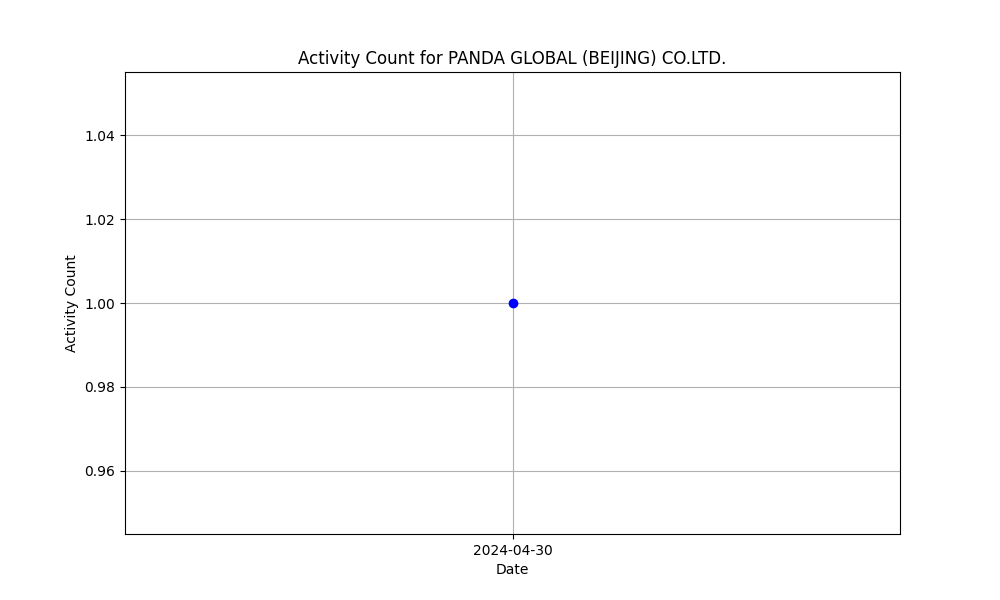 Activity Count for PANDA GLOBAL (BEIJING) CO.LTD.
1.04
1.02
1.00
0.98
0.96
Activity Count
2024-04-30
Date